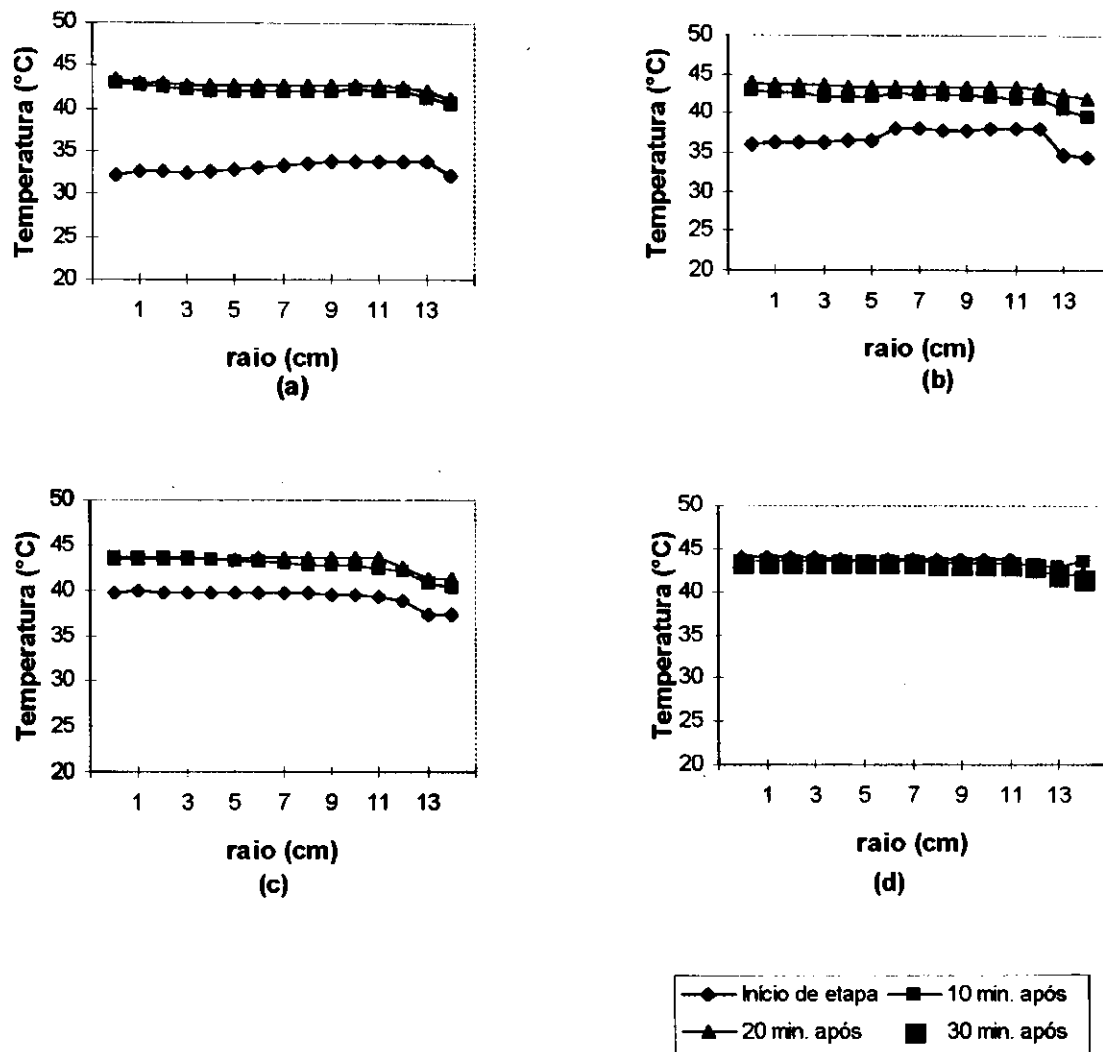 50
45
40
35
30
25
20
Temperatura (°C)
1 3 5 7 9 11 13
raio (cm)
(a)
50
45
40
35
30
25
20
Temperatura (°C)
1 3 5 7 9 11 13
raio (cm)
(b)
50
45
40
35
30
25
20
Temperatura (°C)
1 3 5 7 9 11 13
raio (cm)
(c)
50
45
40
35
30
25
20
Temperatura (°C)
1 3 5 7 9 11 13
raio (cm)
(d)
Início de etapa 10 min. após
20 min. após 30 min. após